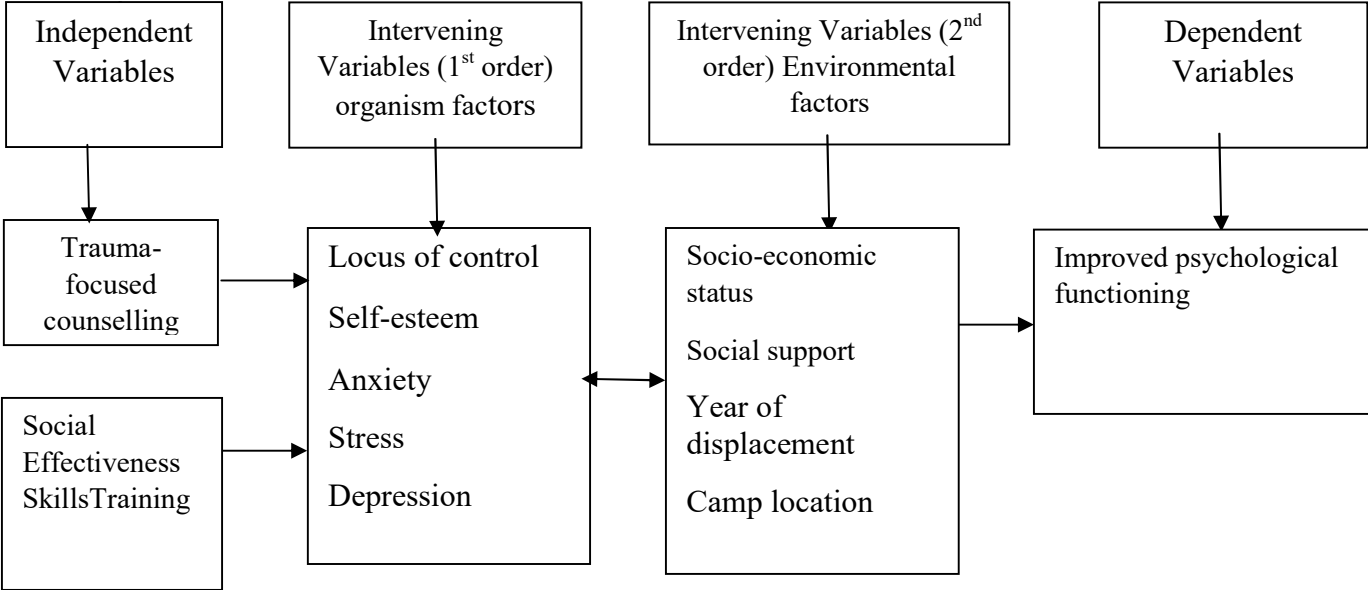 Independent
Variables
Intervening
Variables (1st order)
organism factors
Intervening Variables (2nd
order) Environmental
factors
Dependent
Variables
Trauma-
focused
counselling
Social
Effectiveness
SkillsTraining
Locus of control
Self-esteem
Anxiety
Stress
Depression
Socio-economic
status
Social support
Year of
displacement
Camp location
Improved psychological
functioning